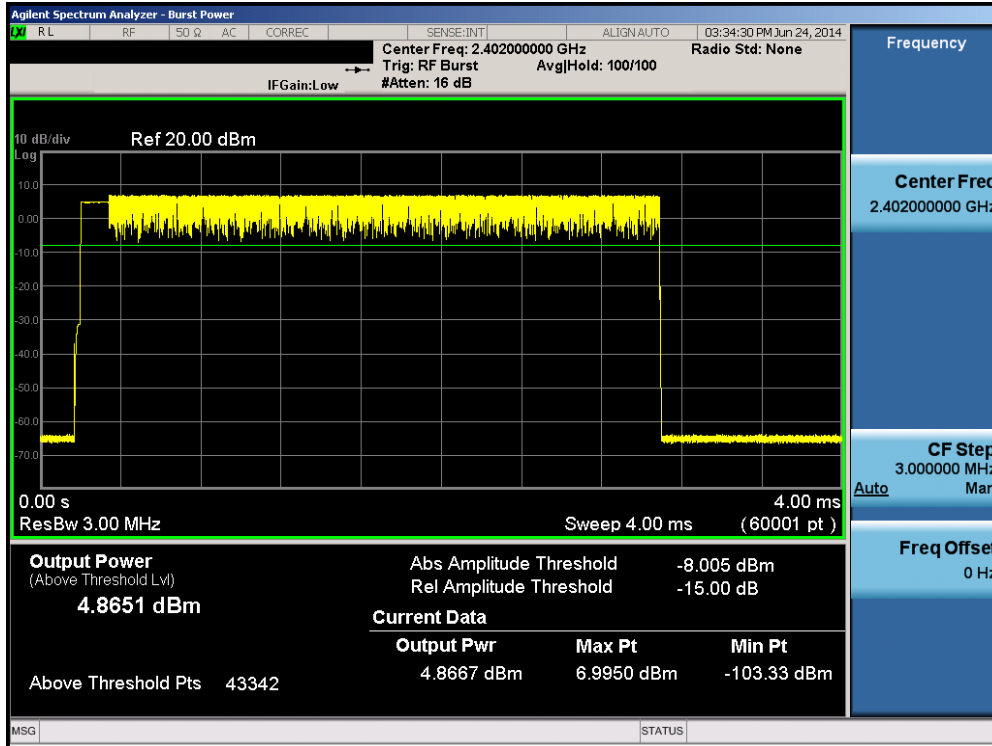 Agilent Spectrum Analyzer - Burst Power
LXI RL RF 50 Ω AC CORREC SENSE:INT ALIGN AUTO 03:34:30 PM Jun 24, 2014
Center Freq: 2.402000000 GHz Radio Std: None
Trig: RF Burst Avg|Hold: 100/100
IFGain:Low #Atten: 16 dB
Frequency
10 dB/div Ref 20.00 dBm
Log
10.0
0.00
-10.0
-20.0
-30.0
-40.0
-50.0
-60.0
-70.0
Center Freq
2.402000000 GHz
CF Step
3.000000 MHz
Auto Man
Freq Offset
0 Hz
0.00 s 4.00 ms
ResBw 3.00 MHz Sweep 4.00 ms (60001 pt)
Output Power
(Above Threshold Lvl)
4.8651 dBm
Above Threshold Pts 43342
Abs Amplitude Threshold -8.005 dBm
Rel Amplitude Threshold -15.00 dB
Current Data
Output Pwr Max Pt Min Pt
4.8667 dBm 6.9950 dBm -103.33 dBm
MSG STATUS